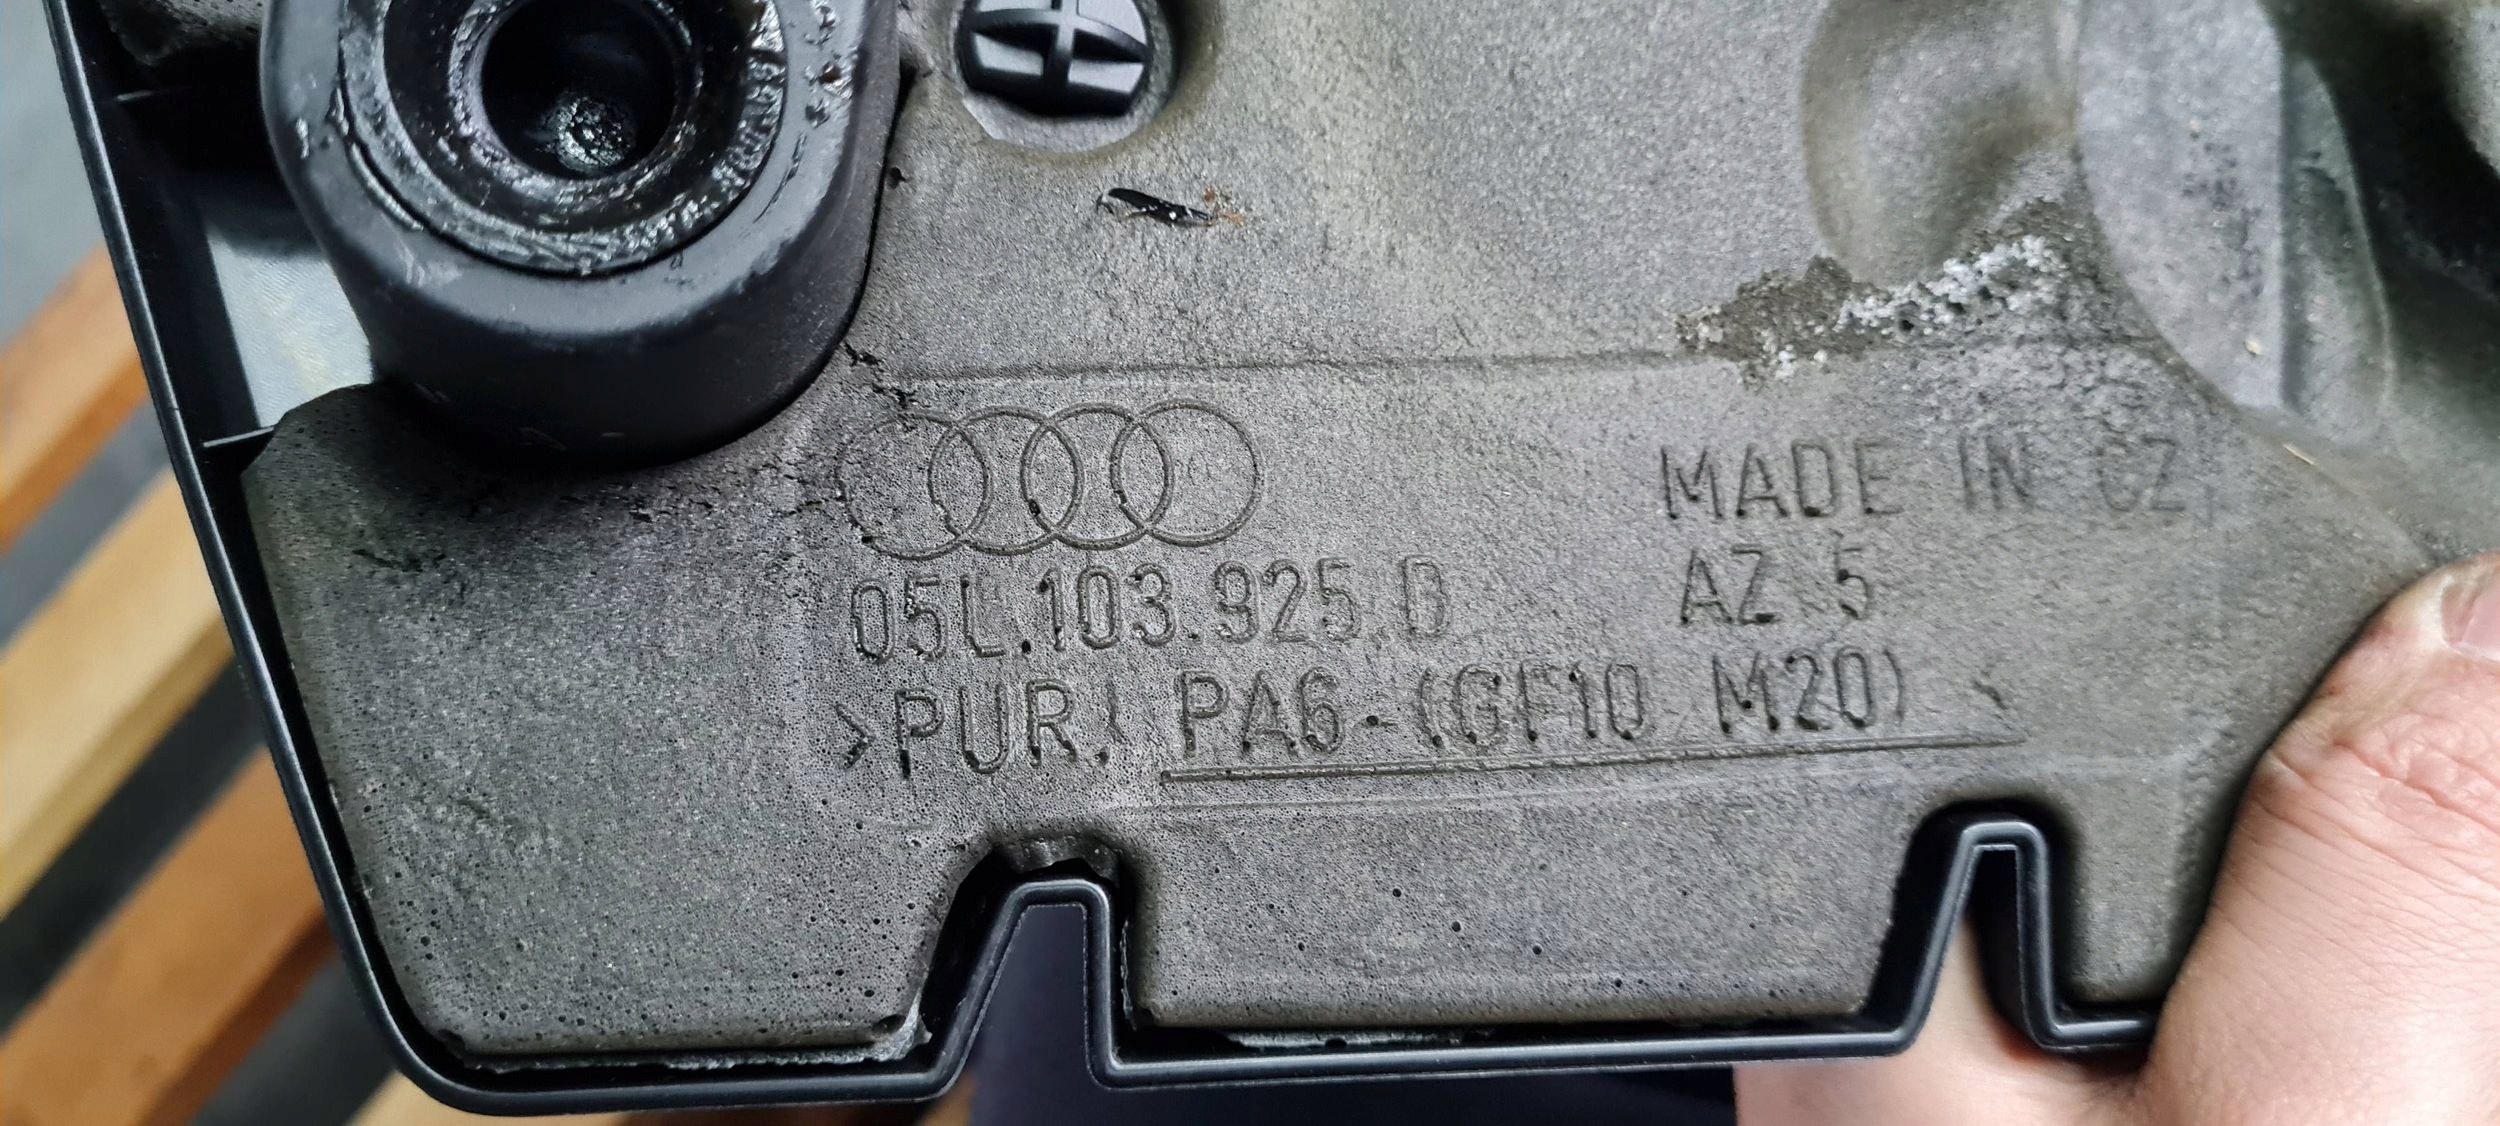 05L.103.925.D
>PUR, PA6-(GF10 M20)
MADE IN CZ
AZ 5